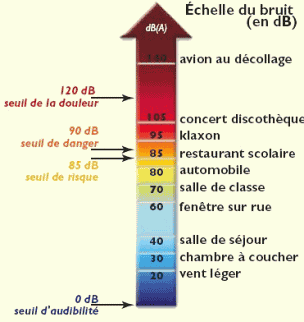 Échelle du bruit
(en dB)
dB(A)
130
avion au décollage
120 dB
seuil de la douleur
105
concert discothèque
95
klaxon
90 dB
seuil de danger
85
restaurant scolaire
85 dB
seuil de risque
80
automobile
70
salle de classe
60
fenêtre sur rue
40
salle de séjour
30
chambre à coucher
20
vent léger
0 dB
seuil d'audibilité